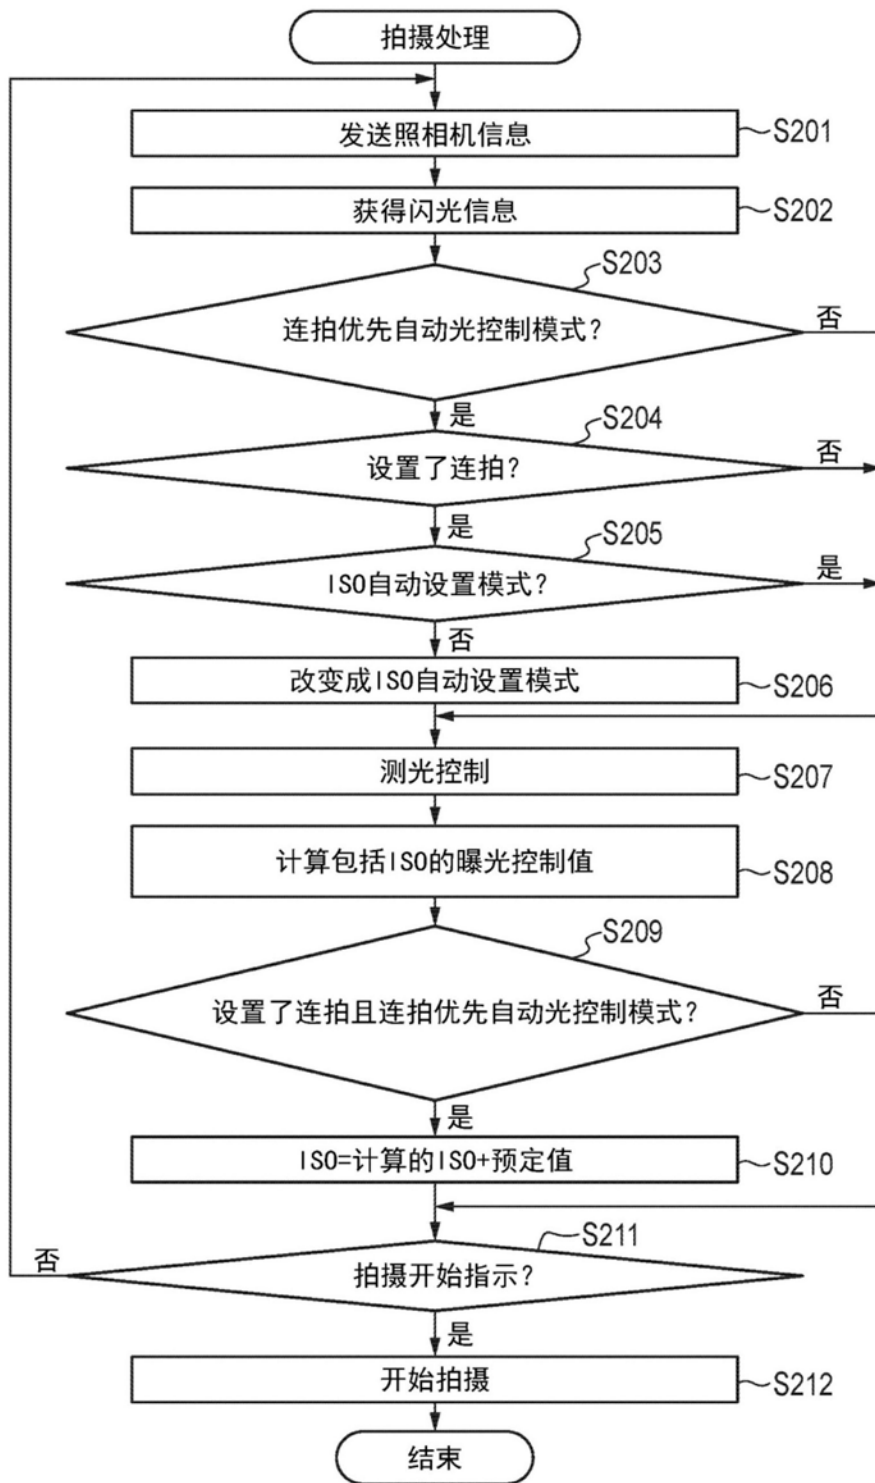 拍摄处理
发送照相机信息
S201
获得闪光信息
S202
S203
连拍优先自动光控制模式?
否
是
S204
设置了连拍?
否
是
S205
ISO自动设置模式?
是
否
改变成ISO自动设置模式
S206
测光控制
S207
计算包括ISO的曝光控制值
S208
S209
设置了连拍且连拍优先自动光控制模式?
否
是
ISO=计算的ISO+预定值
S210
S211
否
拍摄开始指示?
是
开始拍摄
S212
结束